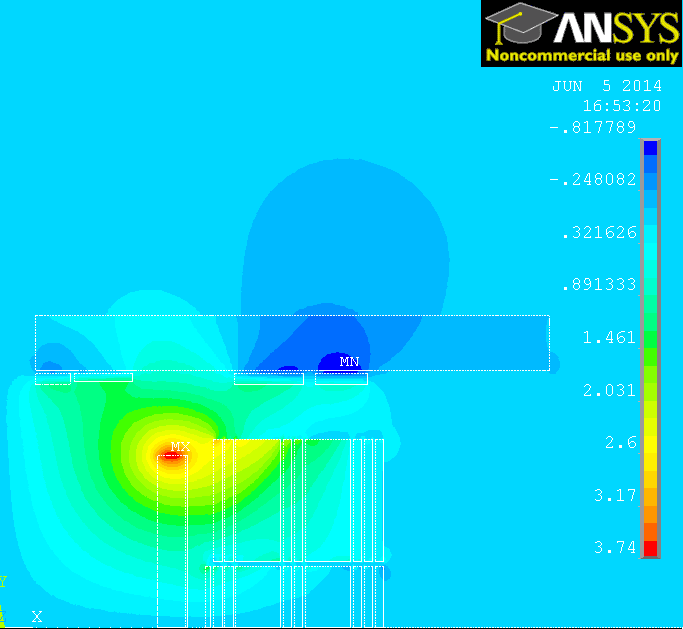 ANSYS
Noncommercial use only
JUN 5 2014
16:53:20
-.817789
-.248082
.321626
.891333
1.461
2.031
2.6
3.17
3.74
MN
MX
Y
X